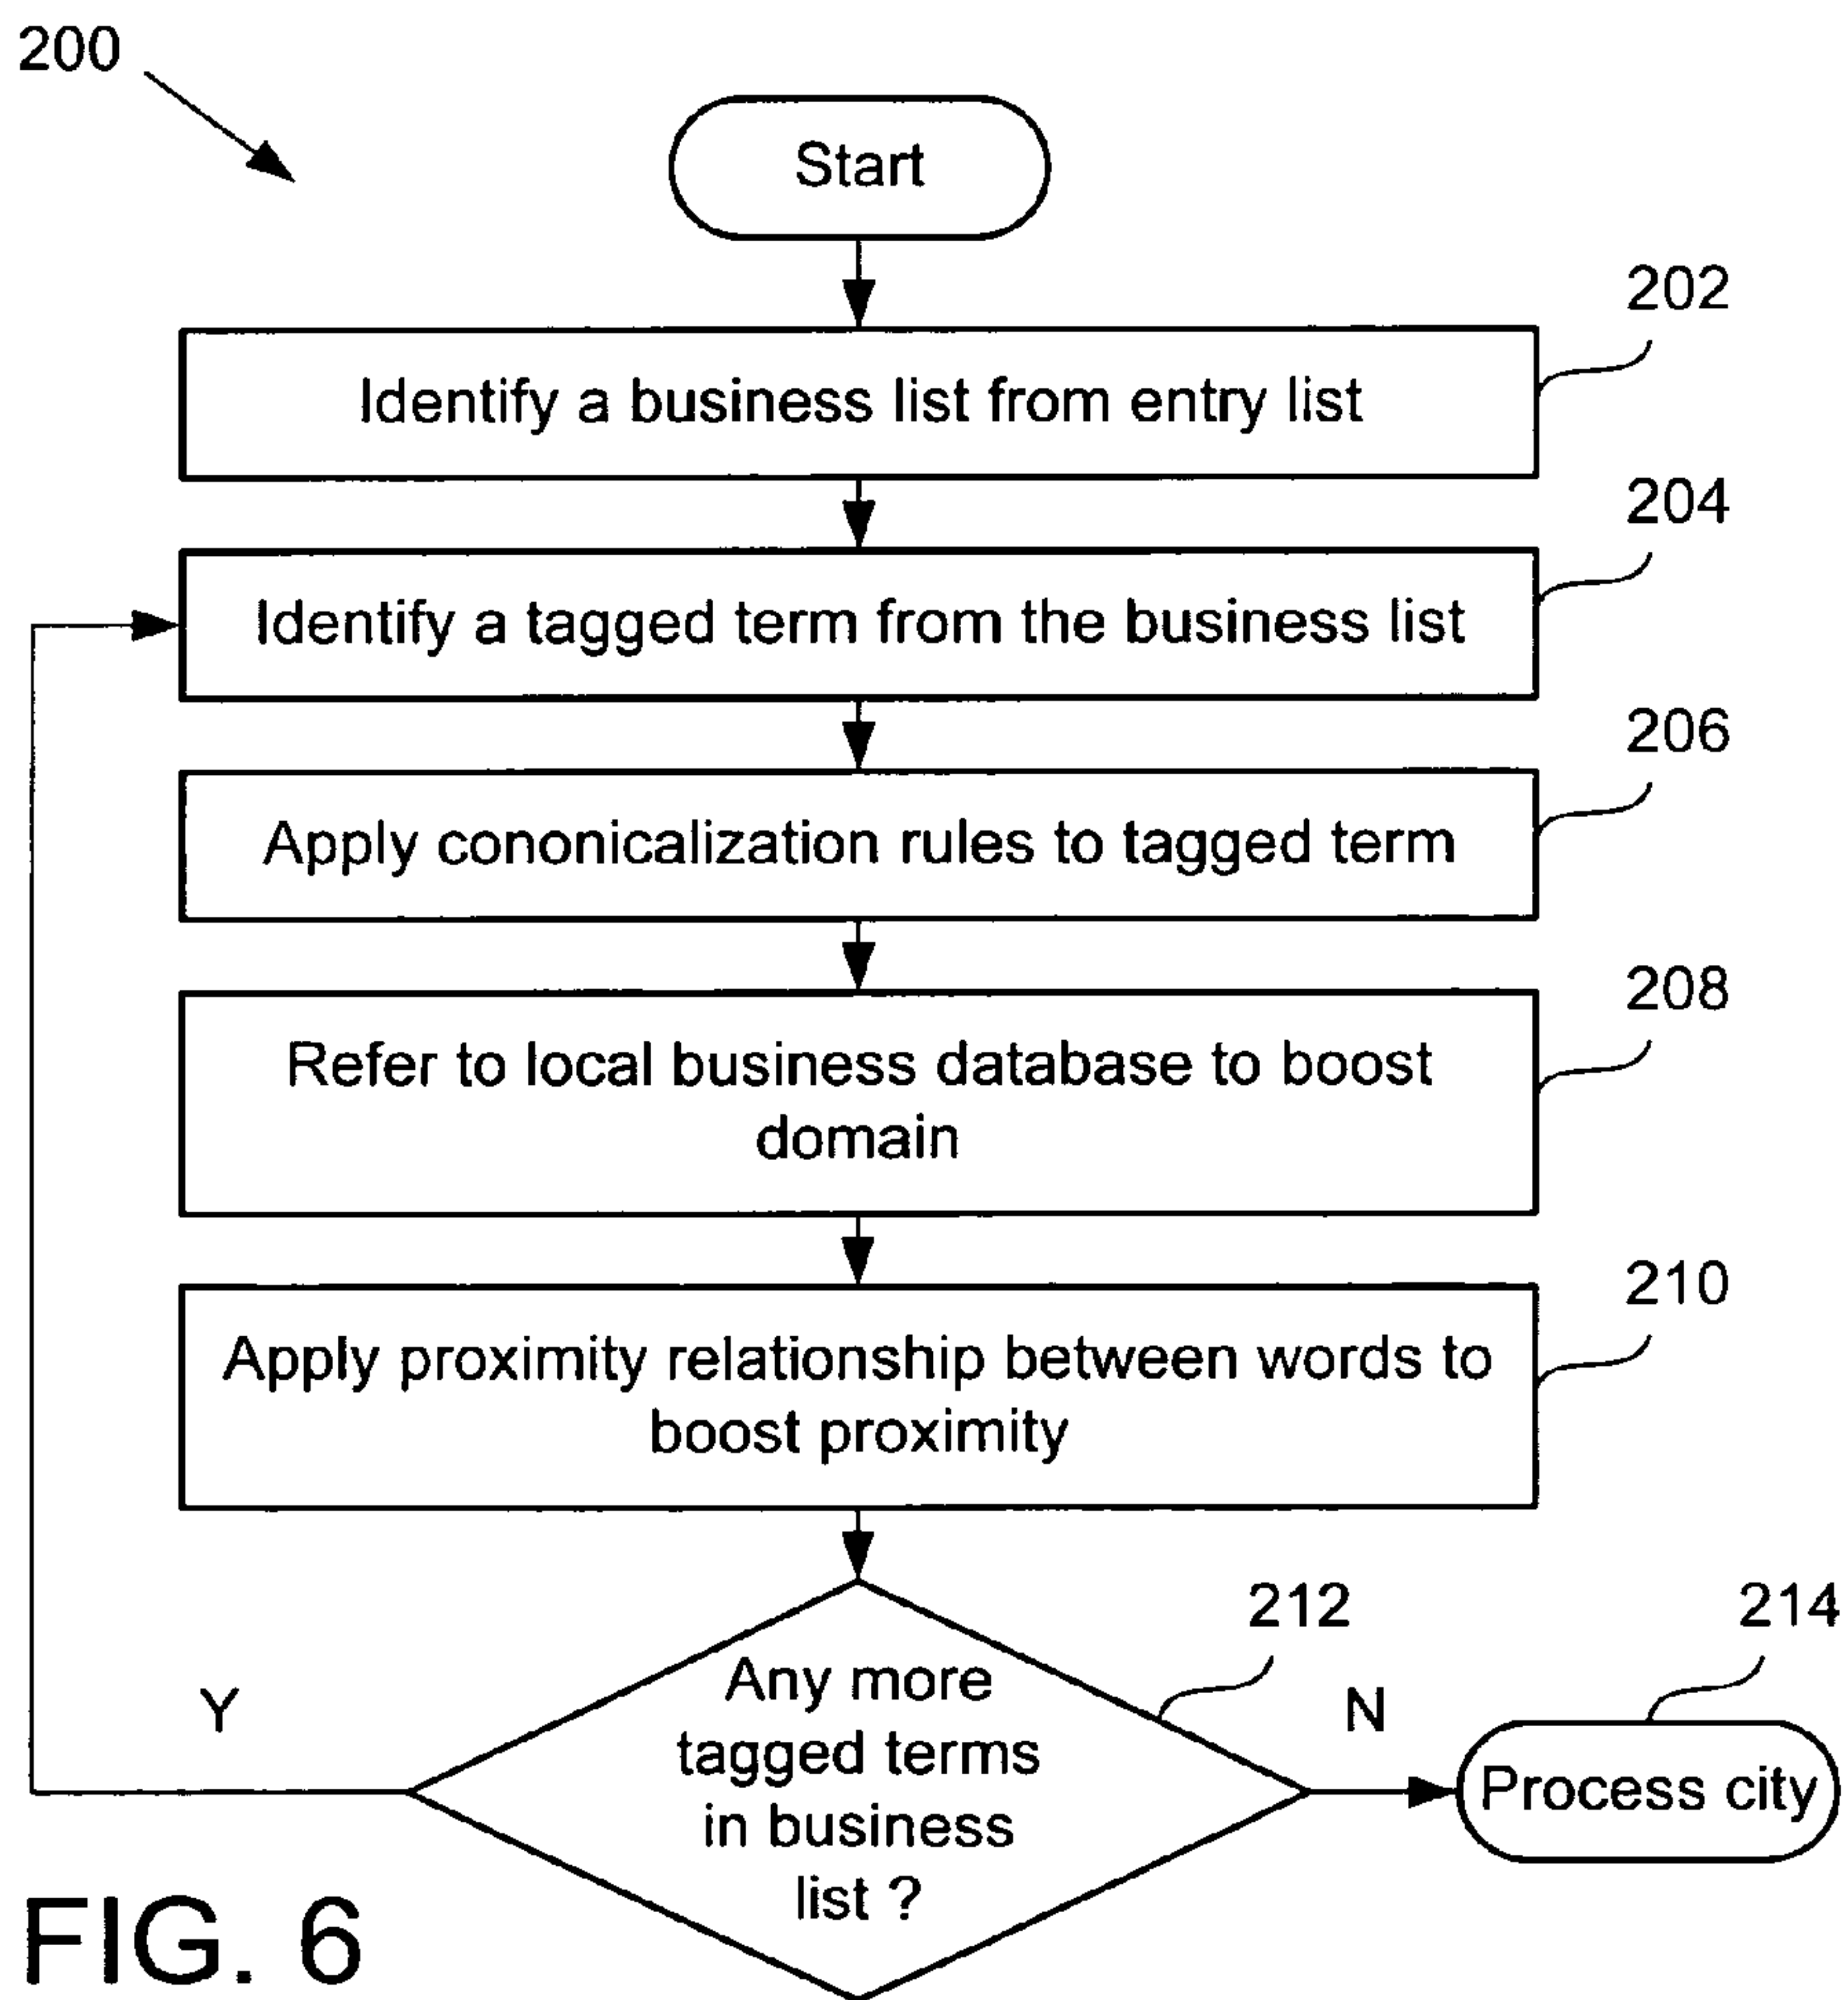 200
Start
202
Identify a business list from entry list
204
Identify a tagged term from the business list
206
Apply cononicalization rules to tagged term
208
Refer to local business database to boost
domain
210
Apply proximity relationship between words to
boost proximity
212
214
Any more
tagged terms
in business
list ?
Y
N
Process city
FIG. 6